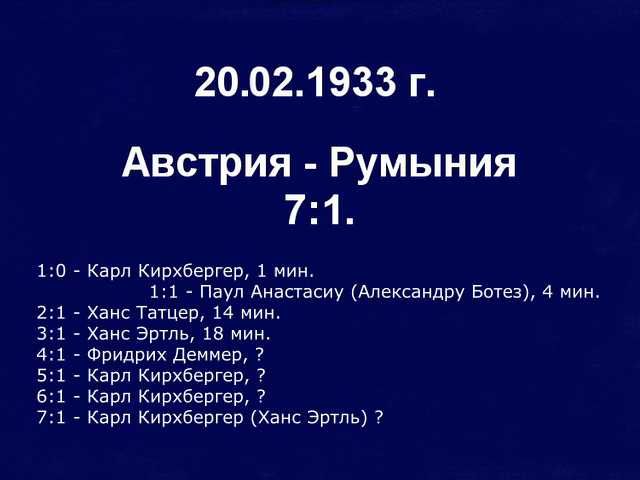 20.02.1933 г.
Австрия - Румыния
7:1.
1:0 - Карл Кирхбергер, 1 мин.
1:1 - Паул Анастасиу (Александру Ботез), 4 мин.
2:1 - Ханс Татцер, 14 мин.
3:1 - Ханс Эртль, 18 мин.
4:1 - Фридрих Деммер, ?
5:1 - Карл Кирхбергер, ?
6:1 - Карл Кирхбергер, ?
7:1 - Карл Кирхбергер (Ханс Эртль) ?